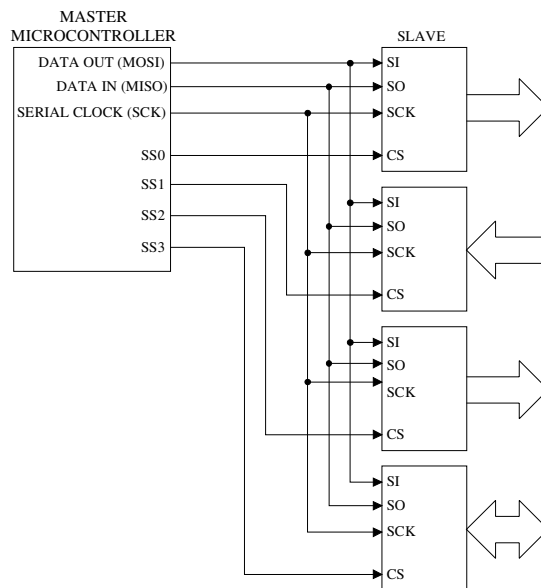 MASTER
MICROCONTROLLER
DATA OUT (MOSI)
DATA IN (MISO)
SERIAL CLOCK (SCK)
SS0
SS1
SS2
SS3
SLAVE
SI
SO
SCK
CS
SI
SO
SCK
CS
SI
SO
SCK
CS
SI
SO
SCK
CS